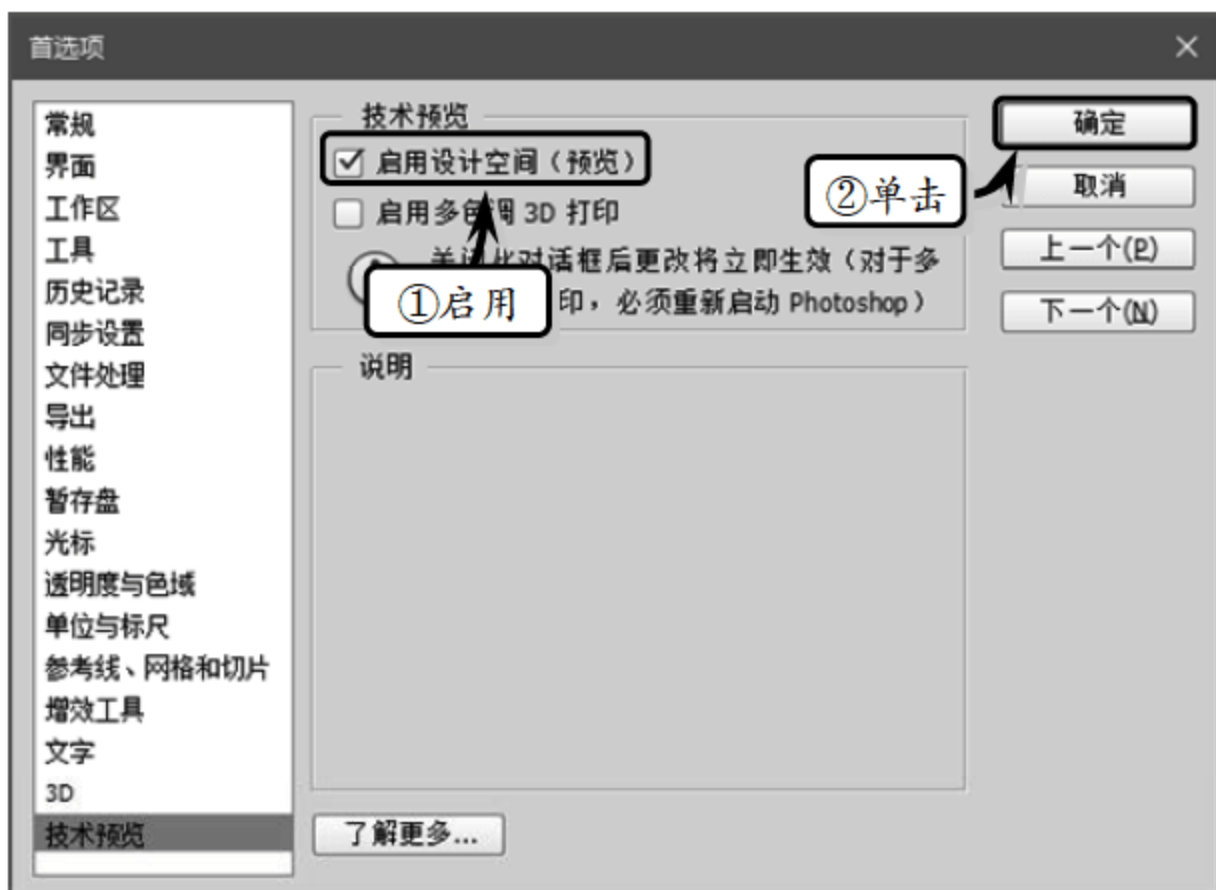 首选项
常规
界面
工作区
工具
历史记录
同步设置
文件处理
导出
性能
暂存盘
光标
透明度与色域
单位与标尺
参考线、网格和切片
增效工具
文字
3D
技术预览
技术预览
启用设计空间（预览）
启用多色调 3D 打印
此对话框后更改将立即生效（对于多
印，必须重新启动 Photoshop）
①启用
说明
了解更多...
确定
②单击
取消
上一个(P)
下一个(N)